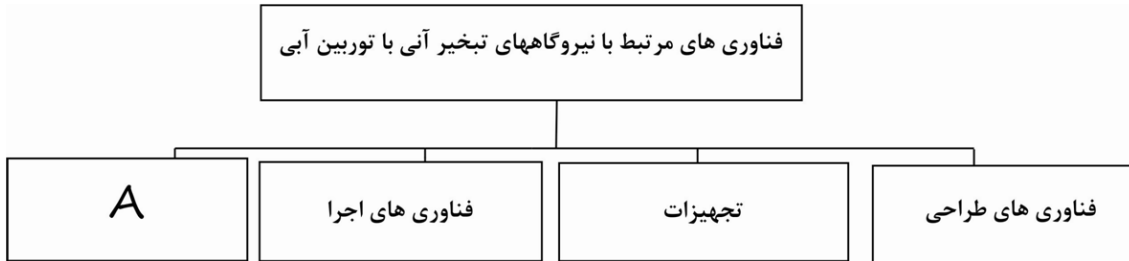 فناوری های مرتبط با نیروگاههای تبخیر آنی با توربین آبی
فناوری های طراحی
تجهیزات
فناوری های اجرا
A